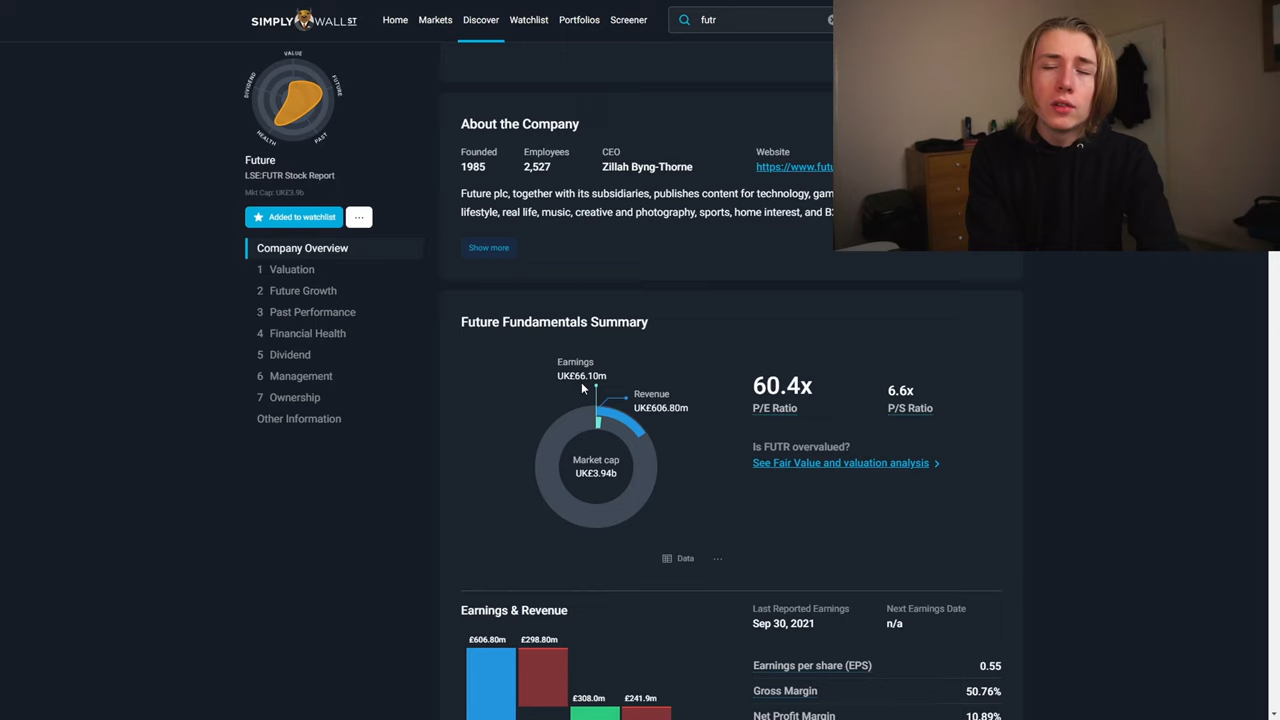 SIMPLY WALL ST
Home Markets Discover Watchlist Portfolios Screener
futr
VALUE
FUTURE
PAST
HEALTH
DIVIDEND
Future
LSE:FUTR Stock Report
Mkt Cap: UK£3.9b
Added to watchlist
...
Company Overview
1 Valuation
2 Future Growth
3 Past Performance
4 Financial Health
5 Dividend
6 Management
7 Ownership
Other Information
About the Company
Founded Employees CEO Website
1985 2,527 Zillah Byng-Thorne https://www.futu
Future plc, together with its subsidiaries, publishes content for technology, gam
lifestyle, real life, music, creative and photography, sports, home interest, and B
Show more
Future Fundamentals Summary
Earnings
UK£66.10m
Revenue
UK£606.80m
Market cap
UK£3.94b
60.4x
P/E Ratio
6.6x
P/S Ratio
Is FUTR overvalued?
See Fair Value and valuation analysis >
Data ...
Earnings & Revenue
£606.80m £298.80m
£308.0m £241.9m
Last Reported Earnings Next Earnings Date
Sep 30, 2021 n/a
Earnings per share (EPS) 0.55
Gross Margin 50.76%
Net Profit Margin 10.89%